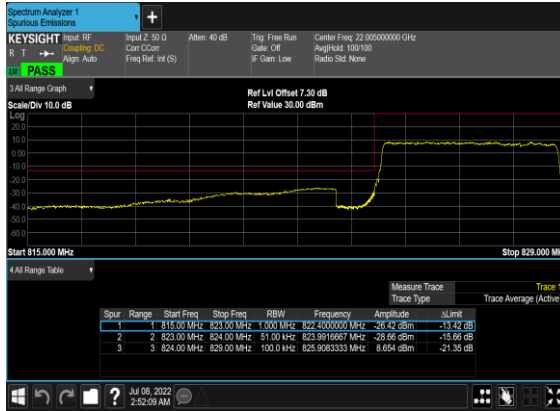 Spectrum Analyzer 1
Spurious Emissions
KEYSIGHT
R T
LXI PASS
Input: RF
Coupling: DC
Align: Auto
Input Z: 50 Ω
Corr CCorr
Freq Ref: Int (S)
Atten: 40 dB
Trig: Free Run
Gate: Off
IF Gain: Low
Center Freq: 22.005000000 GHz
Avg|Hold: 100/100
Radio Std: None
3 All Range Graph
Scale/Div 10.0 dB
Ref Lvl Offset 7.30 dB
Ref Value 30.00 dBm
Log
20.0
10.0
0.00
-10.0
-20.0
-30.0
-40.0
-50.0
-60.0
Start 815.000 MHz
Stop 829.000 MH
4 All Range Table
Measure Trace Trace 1
Trace Type Trace Average (Active
Spur Range Start Freq Stop Freq RBW Frequency Amplitude ΔLimit
1 1 815.00 MHz 823.00 MHz 1.000 MHz 822.4000000 MHz -26.42 dBm -13.42 dB
2 2 823.00 MHz 824.00 MHz 51.00 kHz 823.9916667 MHz -28.66 dBm -15.66 dB
3 3 824.00 MHz 829.00 MHz 100.0 kHz 825.9083333 MHz 8.654 dBm -21.35 dB
?
Jul 08, 2022
2:52:09 AM